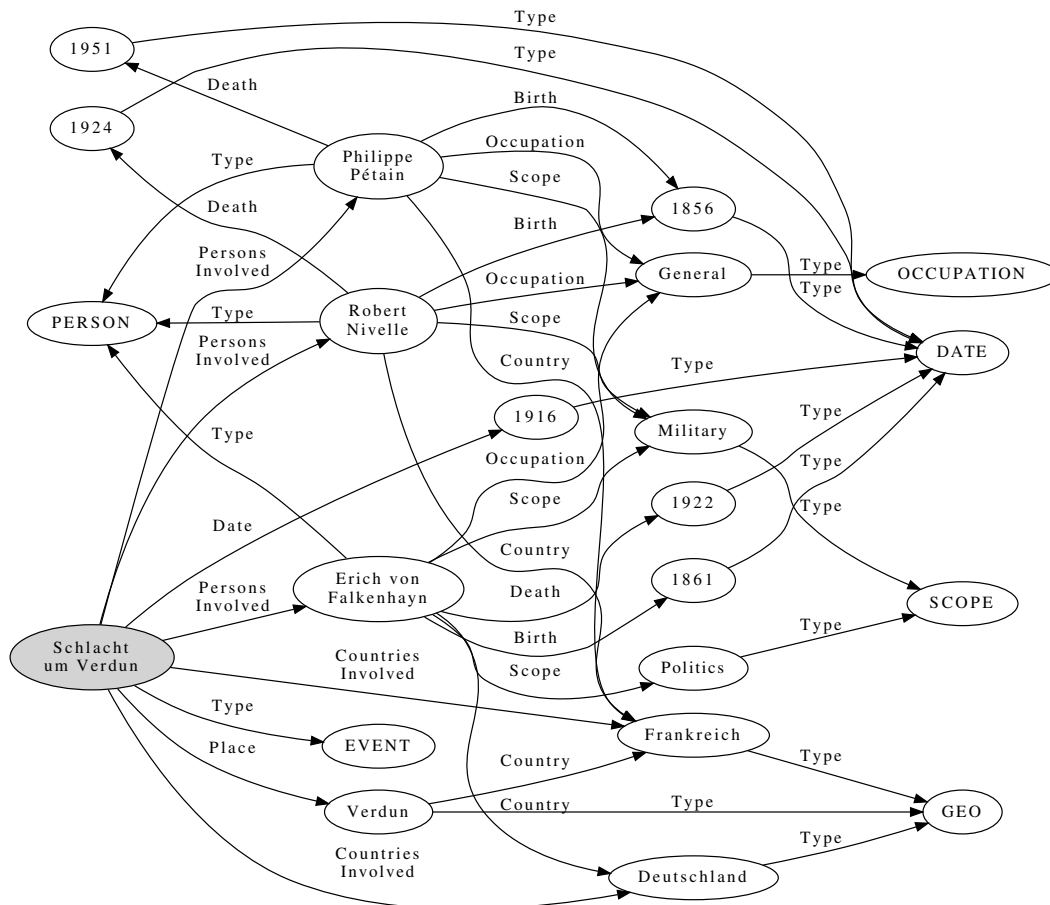 Type
1951
Death
1924
Type
Birth
Philippe
Pétain
Occupation
Type
Scope
1856
Death
Birth
Persons
Involved
General
Type
OCCUPATION
Occupation
Type
PERSON
Type
Robert
Nivelle
Scope
Persons
Involved
Country
Type
DATE
1916
Type
Military
Type
Occupation
Type
Scope
1922
Type
Date
Country
Erich von
Falkenhayn
Death
1861
Persons
Involved
SCOPE
Birth
Type
Schlacht
um Verdun
Countries
Involved
Scope
Politics
Type
Frankreich
Place
EVENT
Country
Type
Verdun
Country
Type
GEO
Type
Countries
Involved
Deutschland